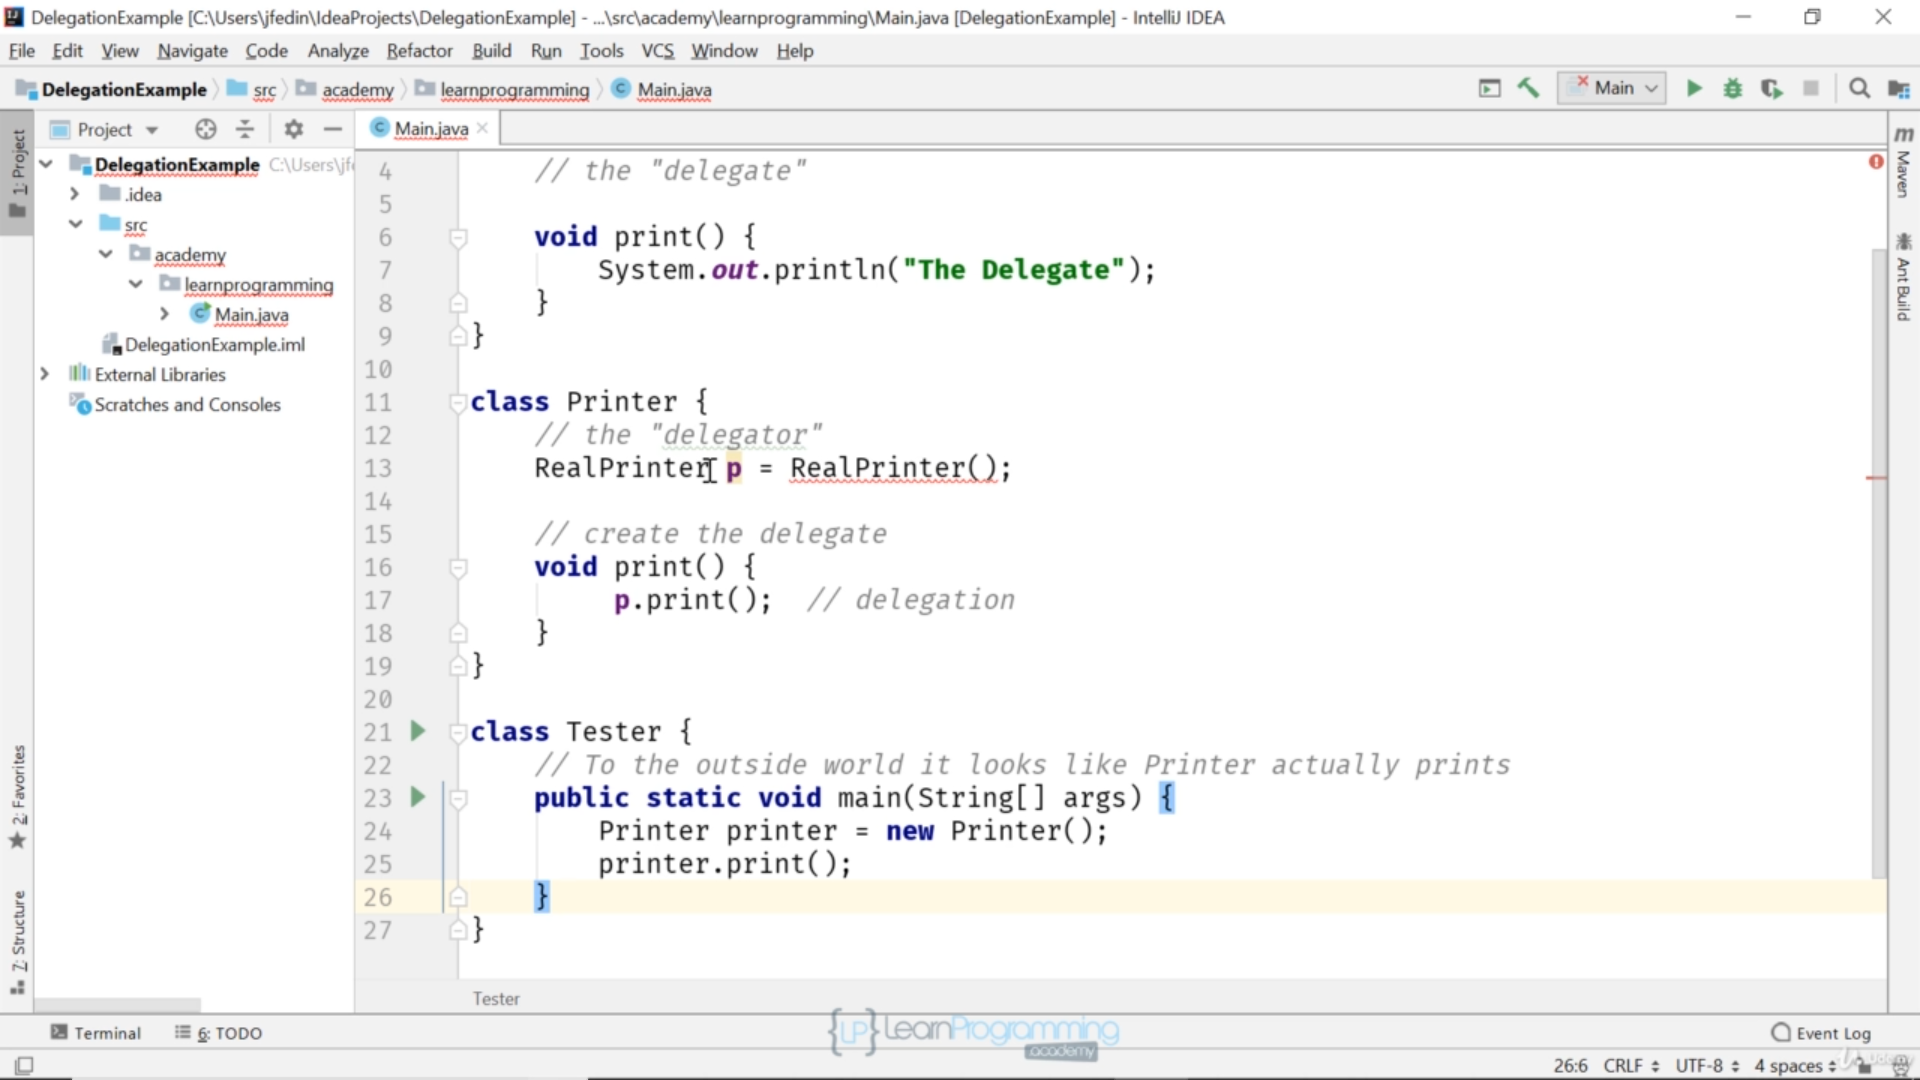 DelegationExample [C:\Users\jfedin\IdeaProjects\DelegationExample] - ...\src\academy\learnprogramming\Main.java [DelegationExample] - IntelliJ IDEA
File Edit View Navigate Code Analyze Refactor Build Run Tools VCS Window Help
DelegationExample src academy learnprogramming Main.java Main
Project Main.java
1: Project
DelegationExample C:\Users\jfe
.idea
src
academy
learnprogramming
Main.java
DelegationExample.iml
External Libraries
Scratches and Consoles
2: Favorites
7: Structure
4 // the "delegate"
5
6 void print() {
7 System.out.println("The Delegate");
8 }
9 }
10
11 class Printer {
12 // the "delegator"
13 RealPrinter p = RealPrinter();
14
15 // create the delegate
16 void print() {
17 p.print(); // delegation
18 }
19 }
20
21 class Tester {
22 // To the outside world it looks like Printer actually prints
23 public static void main(String[] args) {
24 Printer printer = new Printer();
25 printer.print();
26 }
27 }
Tester
m Maven
Ant Build
Terminal 6: TODO
{LP} LearnProgramming
academy
Event Log
26:6 CRLF UTF-8 4 spaces
Udemy